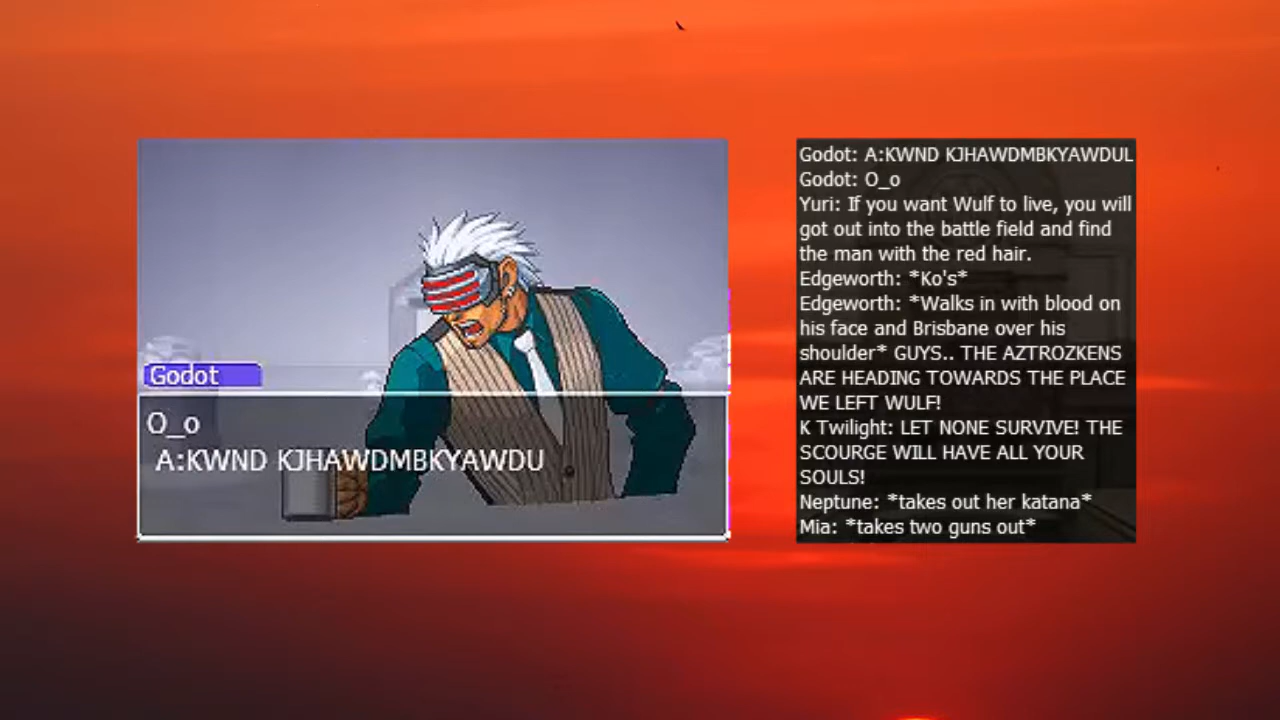 Godot
O_o
A:KWND KJHAWDMBKYAWDU
Godot: A:KWND KJHAWDMBKYAWDUL
Godot: O_o
Yuri: If you want Wulf to live, you will
got out into the battle field and find
the man with the red hair.
Edgeworth: *Ko's*
Edgeworth: *Walks in with blood on
his face and Brisbane over his
shoulder* GUYS.. THE AZTROZKENS
ARE HEADING TOWARDS THE PLACE
WE LEFT WULF!
K Twilight: LET NONE SURVIVE! THE
SCOURGE WILL HAVE ALL YOUR
SOULS!
Neptune: *takes out her katana*
Mia: *takes two guns out*